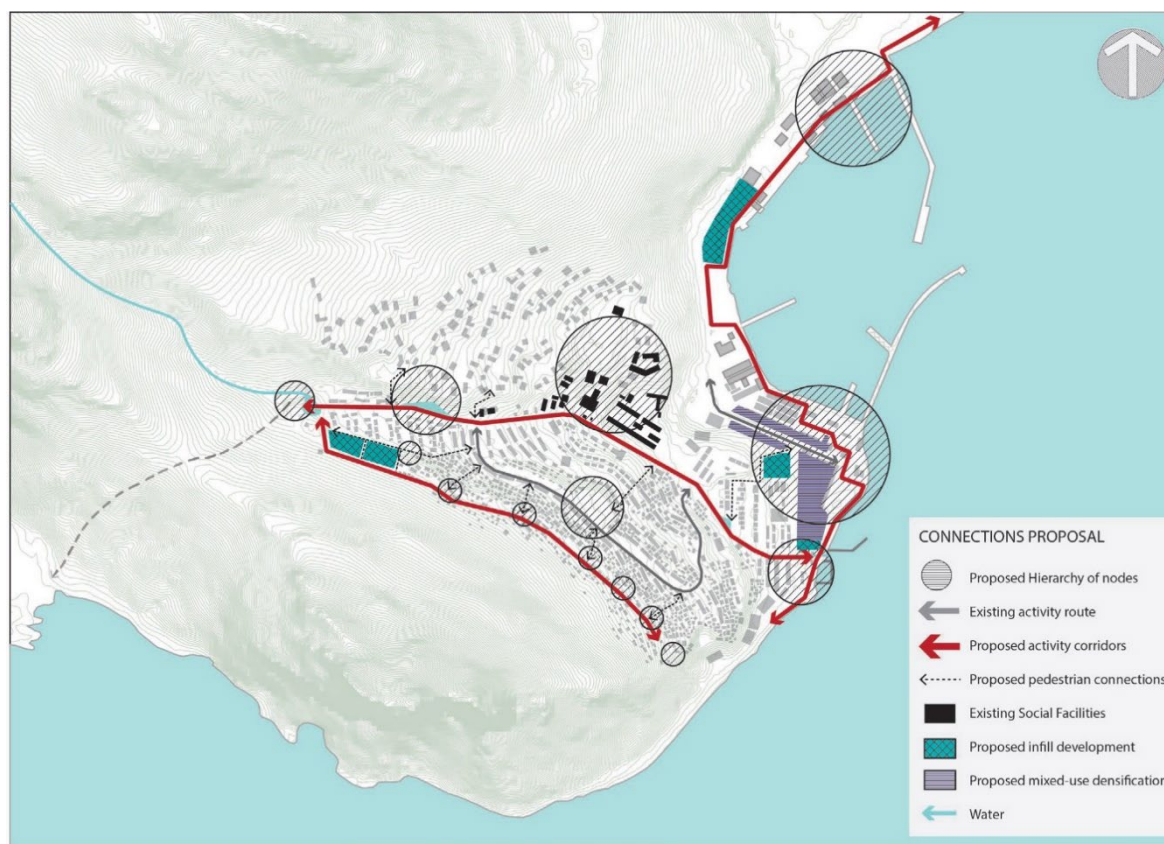 CONNECTIONS PROPOSAL
Proposed Hierarchy of nodes
Existing activity route
Proposed activity corridors
Proposed pedestrian connections
Existing Social Facilities
Proposed infill development
Proposed mixed-use densification
Water